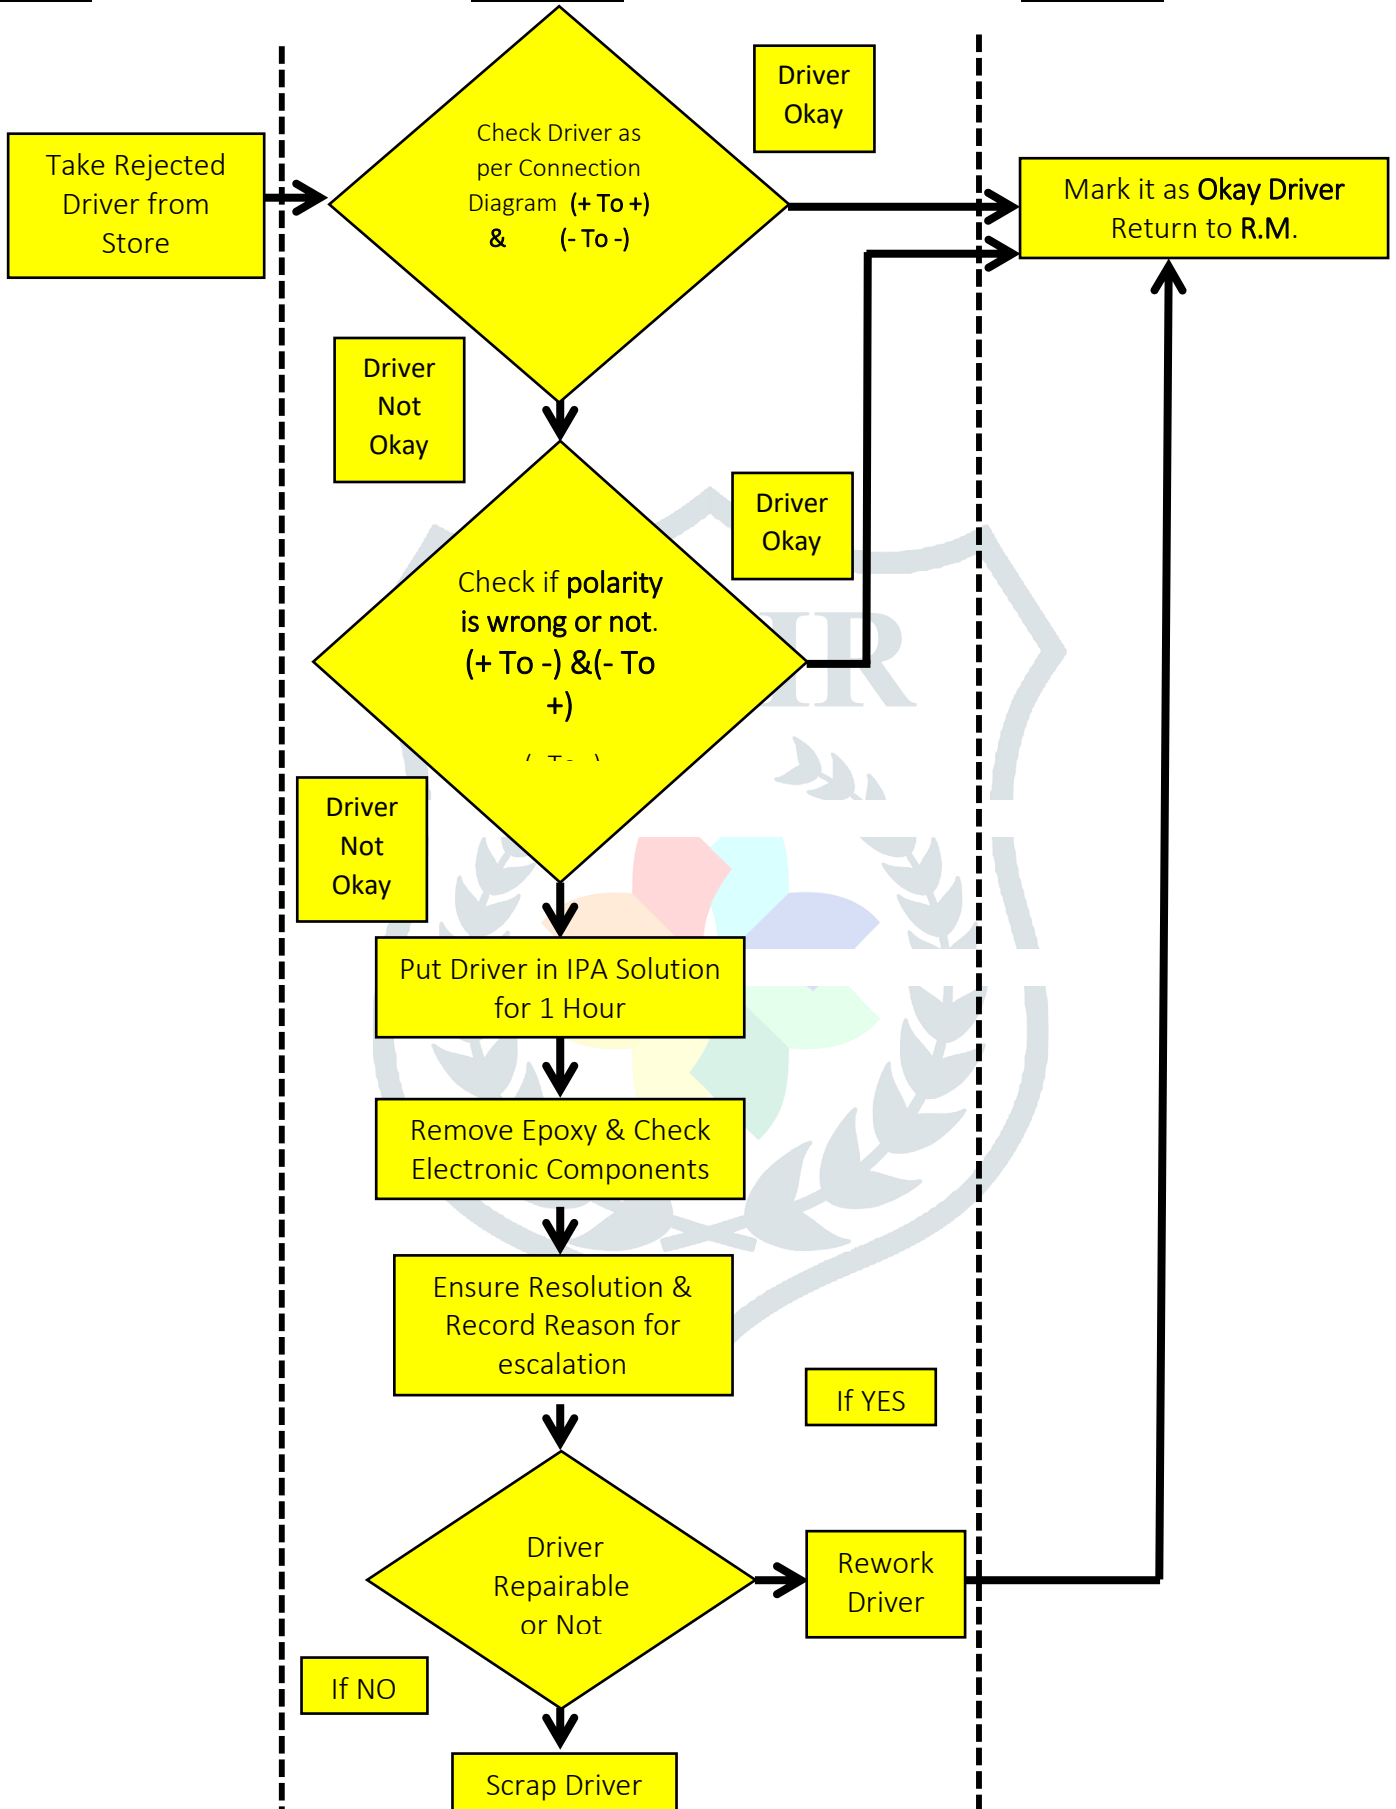 Driver
Okay
Take Rejected
Driver from
Store
Check Driver as
per Connection
Diagram (+ To +)
& (- To -)
Mark it as Okay Driver
Return to R.M.
Driver
Not
Okay
Driver
Okay
Check if polarity
is wrong or not.
(+ To -) &(- To
+)
IR
Driver
Not
Okay
Put Driver in IPA Solution
for 1 Hour
Remove Epoxy & Check
Electronic Components
Ensure Resolution &
Record Reason for
escalation
If YES
Driver
Repairable
or Not
Rework
Driver
If NO
Scrap Driver